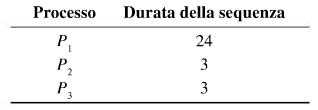 Processo Durata della sequenza
P₁ 24
P₂ 3
P₃ 3